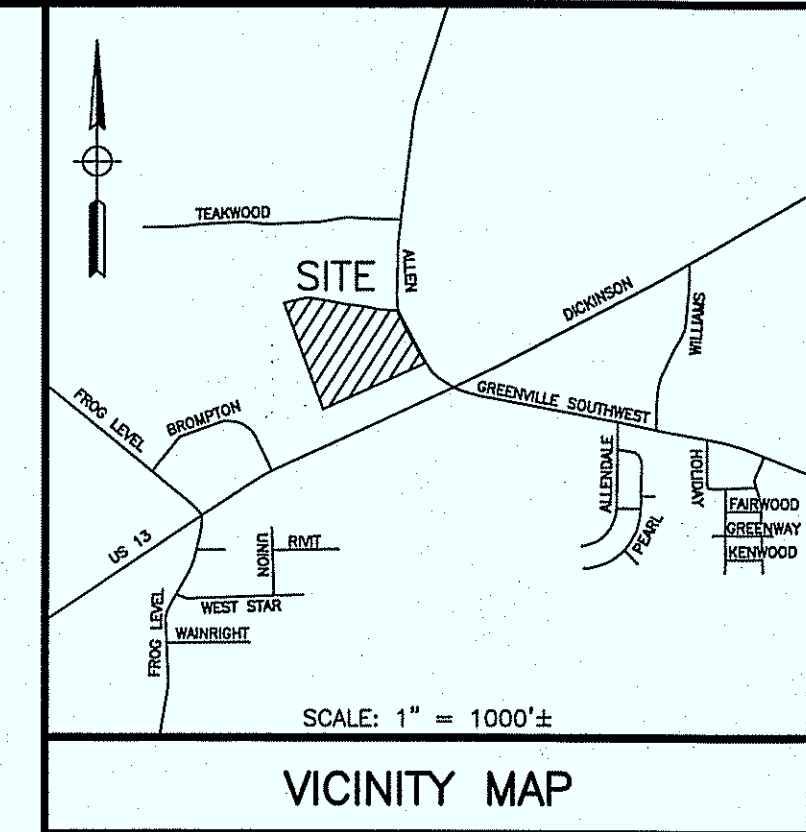 TEAKWOOD
ALLEN
SITE
DICKINSON
WILLIAMS
GREENVILLE SOUTHWEST
FROG LEVEL
BROMPTON
ALLENDALE
HOLIDAY
PEARL
FAIRWOOD
GREENWAY
KENWOOD
US 13
UNION
RIVIT
WEST STAR
FROG LEVEL
WAINRIGHT
SCALE: 1" = 1000'±
VICINITY MAP